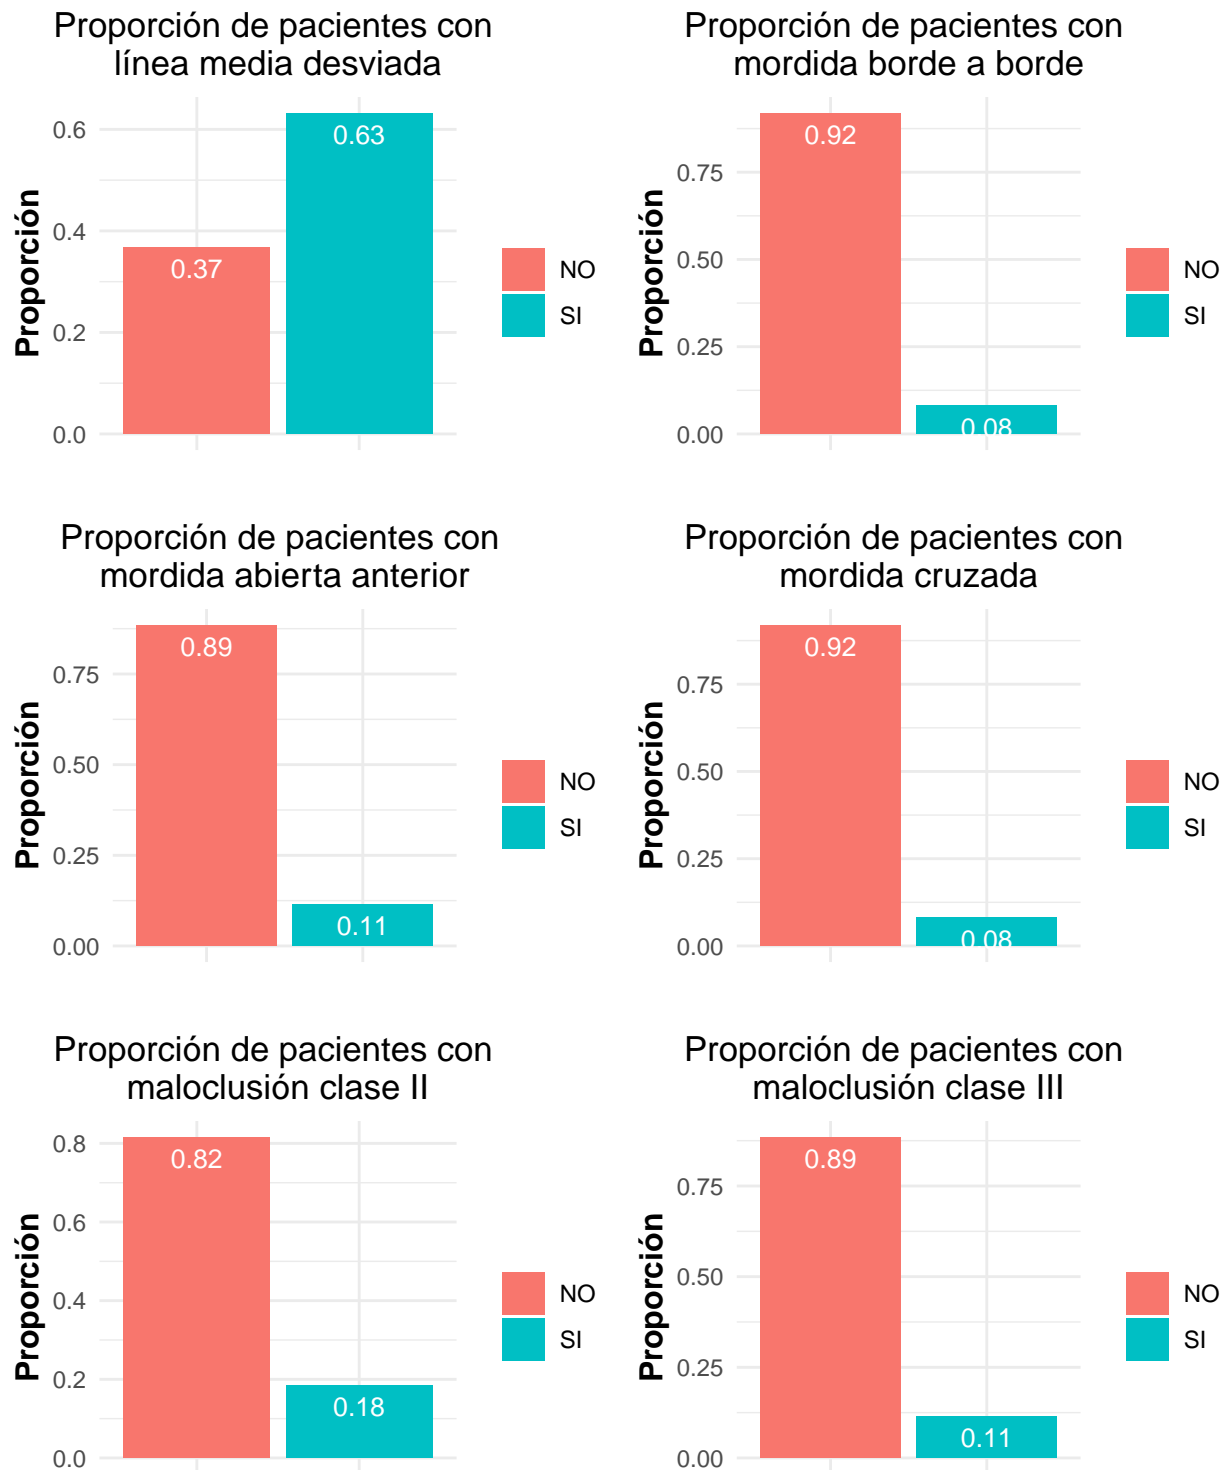 Proporción de pacientes con
línea media desviada
Proporción
0.6
0.4
0.2
0.0
0.37
0.63
NO
SI
Proporción de pacientes con
mordida borde a borde
Proporción
0.75
0.50
0.25
0.00
0.92
0.08
NO
SI
Proporción de pacientes con
mordida abierta anterior
Proporción
0.75
0.50
0.25
0.00
0.89
0.11
NO
SI
Proporción de pacientes con
mordida cruzada
Proporción
0.75
0.50
0.25
0.00
0.92
0.08
NO
SI
Proporción de pacientes con
maloclusión clase II
Proporción
0.8
0.6
0.4
0.2
0.0
0.82
0.18
NO
SI
Proporción de pacientes con
maloclusión clase III
Proporción
0.75
0.50
0.25
0.00
0.89
0.11
NO
SI